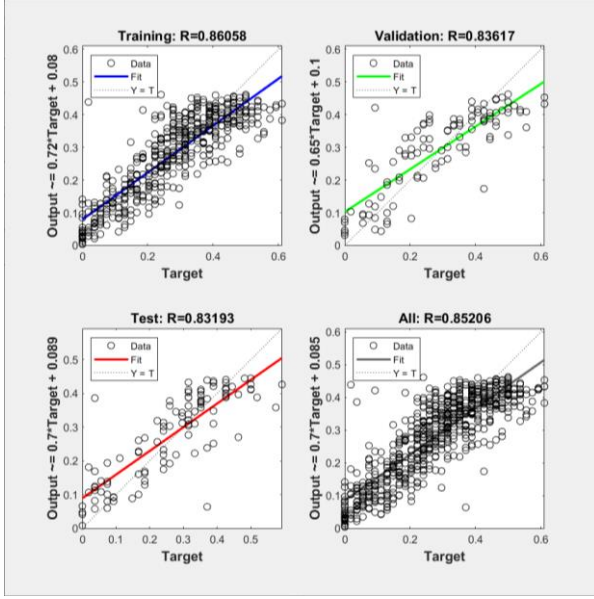 Training: R=0.86058
Output ~= 0.72*Target + 0.08
0.6
0.5
0.4
0.3
0.2
0.1
0
Data
Fit
Y = T
0
0.2
0.4
0.6
Target
Validation: R=0.83617
Output ~= 0.65*Target + 0.1
0.6
0.5
0.4
0.3
0.2
0.1
0
Data
Fit
Y = T
0
0.2
0.4
0.6
Target
Test: R=0.83193
Output ~= 0.7*Target + 0.089
0.5
0.4
0.3
0.2
0.1
0
Data
Fit
Y = T
0
0.1
0.2
0.3
0.4
0.5
Target
All: R=0.85206
Output ~= 0.7*Target + 0.085
0.6
0.5
0.4
0.3
0.2
0.1
0
Data
Fit
Y = T
0
0.2
0.4
0.6
Target